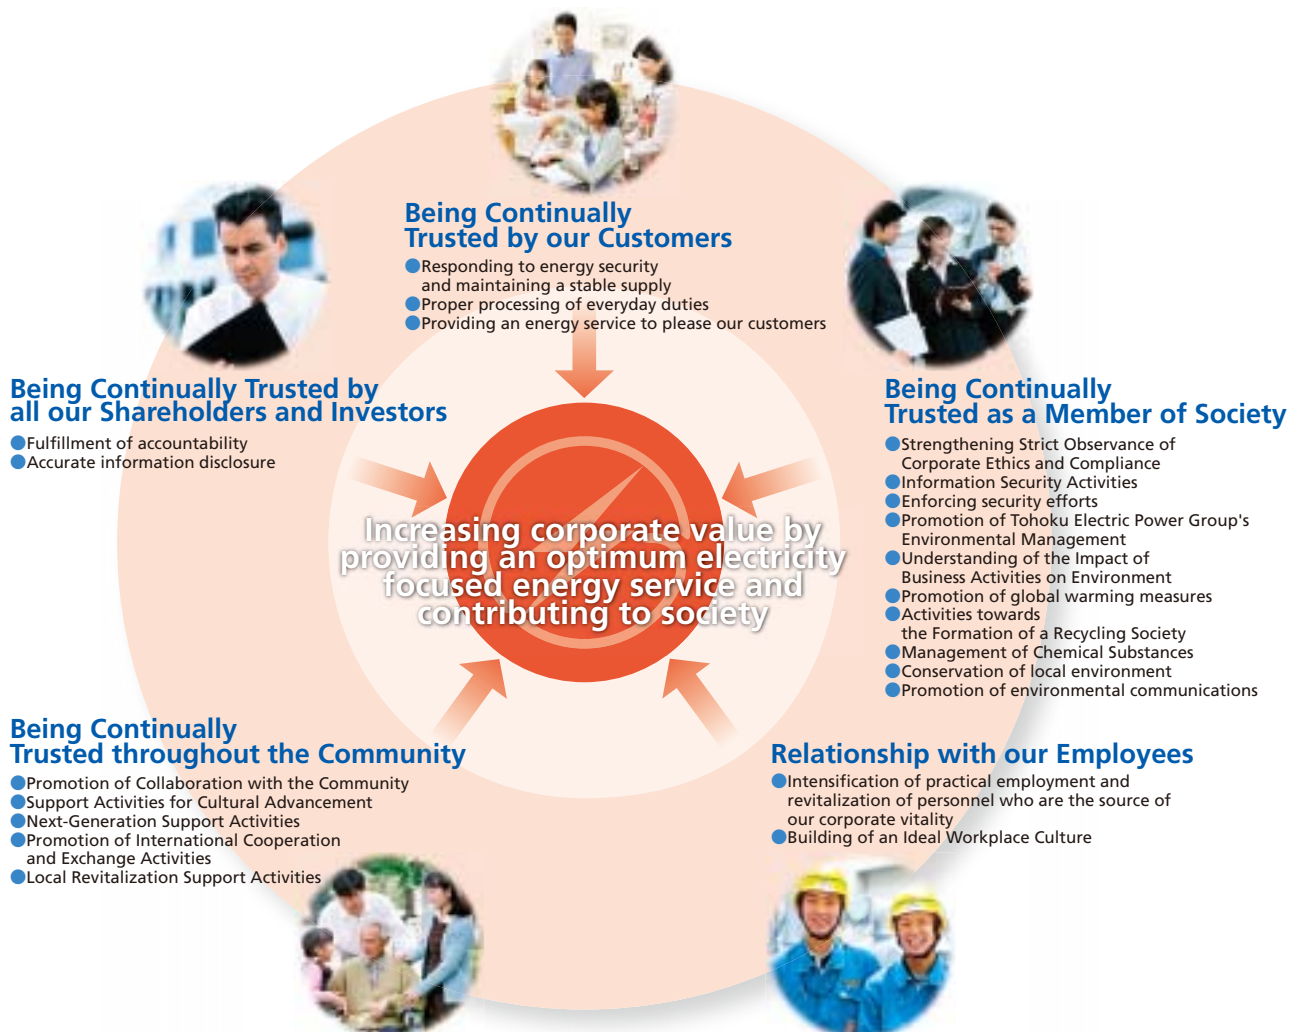 Being Continually
Trusted by our Customers
●Responding to energy security
and maintaining a stable supply
●Proper processing of everyday duties
●Providing an energy service to please our customers
Being Continually Trusted by
all our Shareholders and Investors
●Fulfillment of accountability
●Accurate information disclosure
Being Continually
Trusted as a Member of Society
●Strengthening Strict Observance of
Corporate Ethics and Compliance
●Information Security Activities
●Enforcing security efforts
●Promotion of Tohoku Electric Power Group's
Environmental Management
●Understanding of the Impact of
Business Activities on Environment
●Promotion of global warming measures
●Activities towards
the Formation of a Recycling Society
●Management of Chemical Substances
●Conservation of local environment
●Promotion of environmental communications
Increasing corporate value by
providing an optimum electricity
focused energy service and
contributing to society
Being Continually
Trusted throughout the Community
●Promotion of Collaboration with the Community
●Support Activities for Cultural Advancement
●Next-Generation Support Activities
●Promotion of International Cooperation
and Exchange Activities
●Local Revitalization Support Activities
Relationship with our Employees
●Intensification of practical employment and
revitalization of personnel who are the source of
our corporate vitality
●Building of an Ideal Workplace Culture